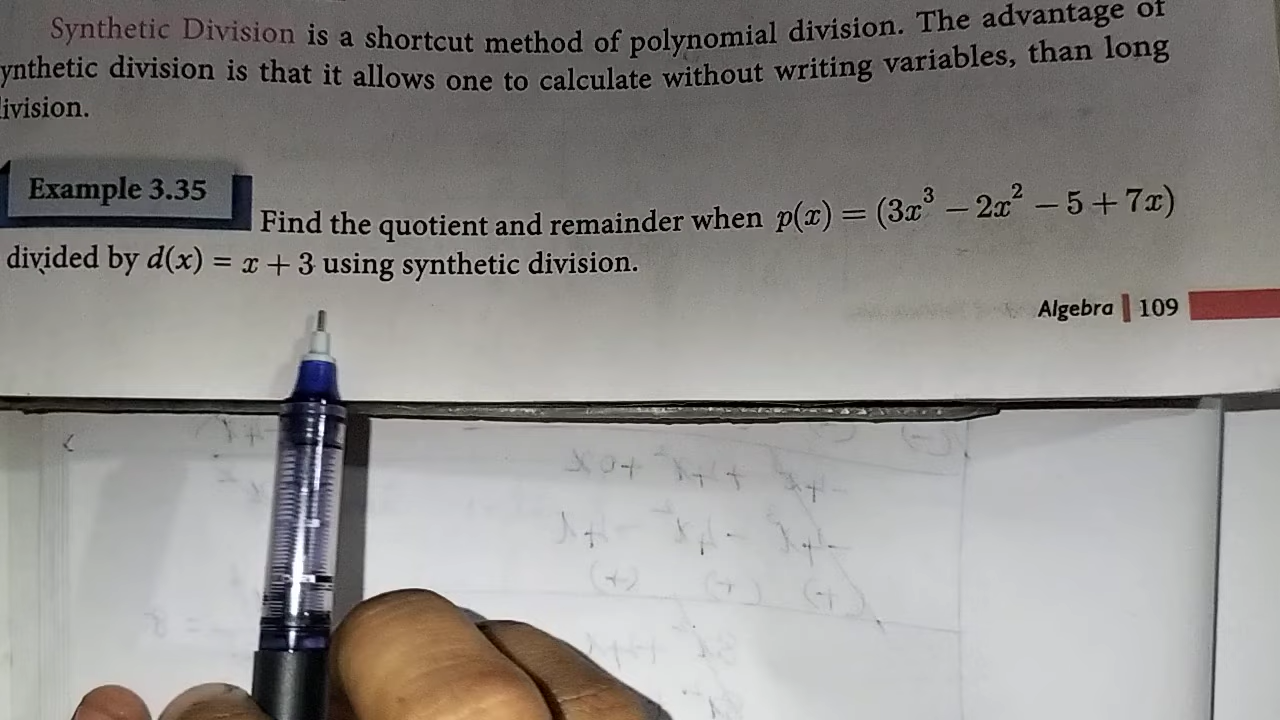 Synthetic Division is a shortcut method of polynomial division. The advantage of
ynthetic division is that it allows one to calculate without writing variables, than long
ivision.
Example 3.35
Find the quotient and remainder when p(x) = (3x³ − 2x² − 5 + 7x)
divided by d(x) = x + 3 using synthetic division.
Algebra | 109